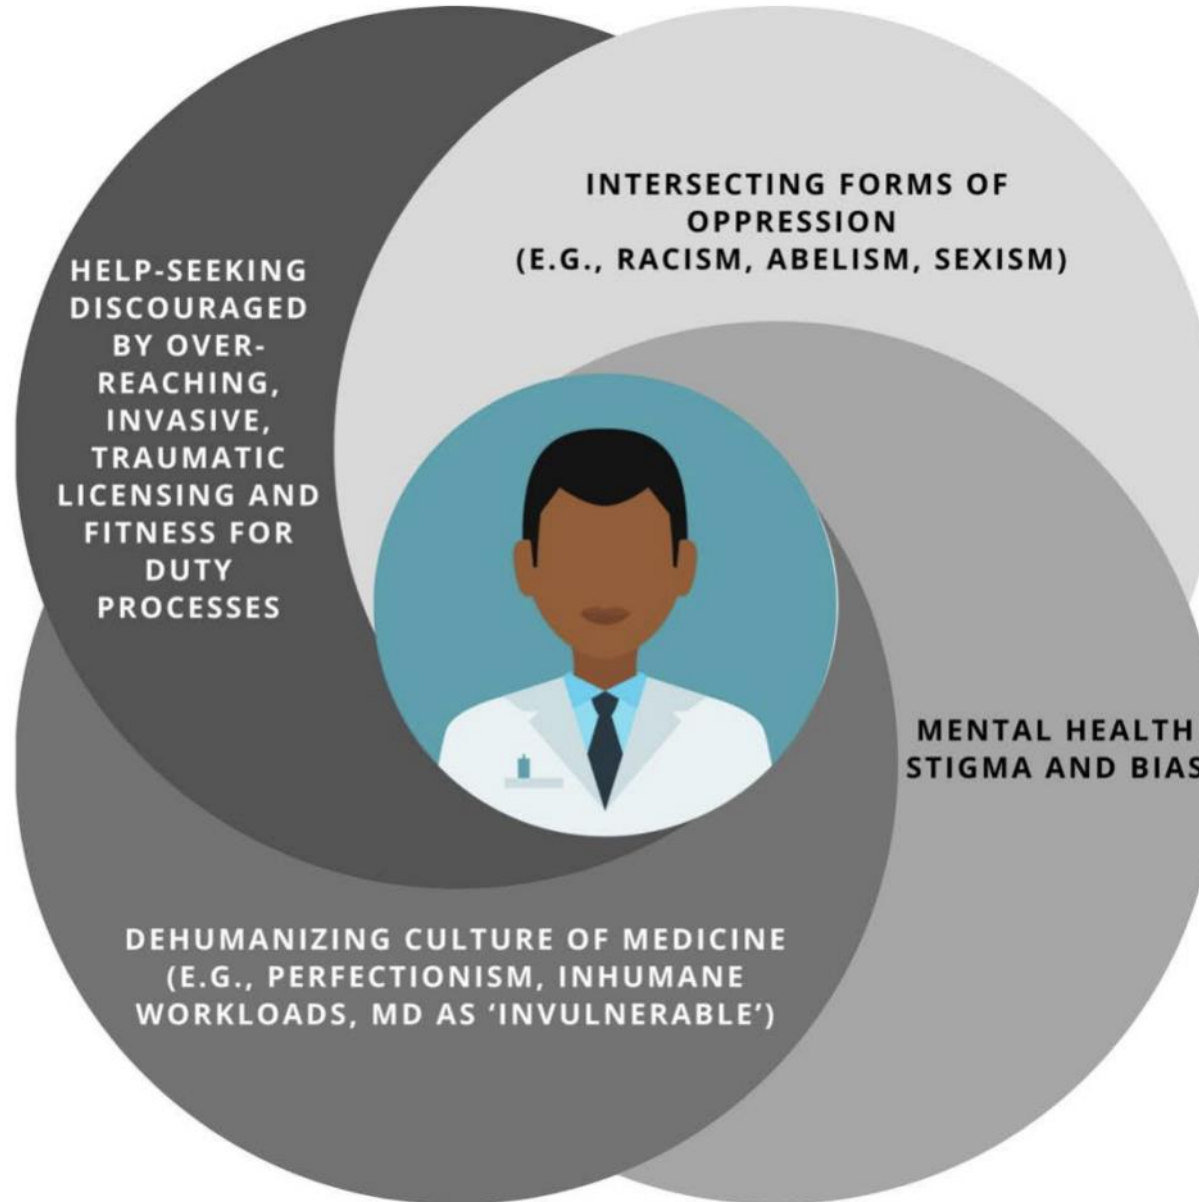 INTERSECTING FORMS OF
OPPRESSION
(E.G., RACISM, ABELISM, SEXISM)
HELP-SEEKING
DISCOURAGED
BY OVER-
REACHING,
INVASIVE,
TRAUMATIC
LICENSING AND
FITNESS FOR
DUTY
PROCESSES
MENTAL HEALTH
STIGMA AND BIAS
DEHUMANIZING CULTURE OF MEDICINE
(E.G., PERFECTIONISM, INHUMANE
WORKLOADS, MD AS ‘INVULNERABLE’)